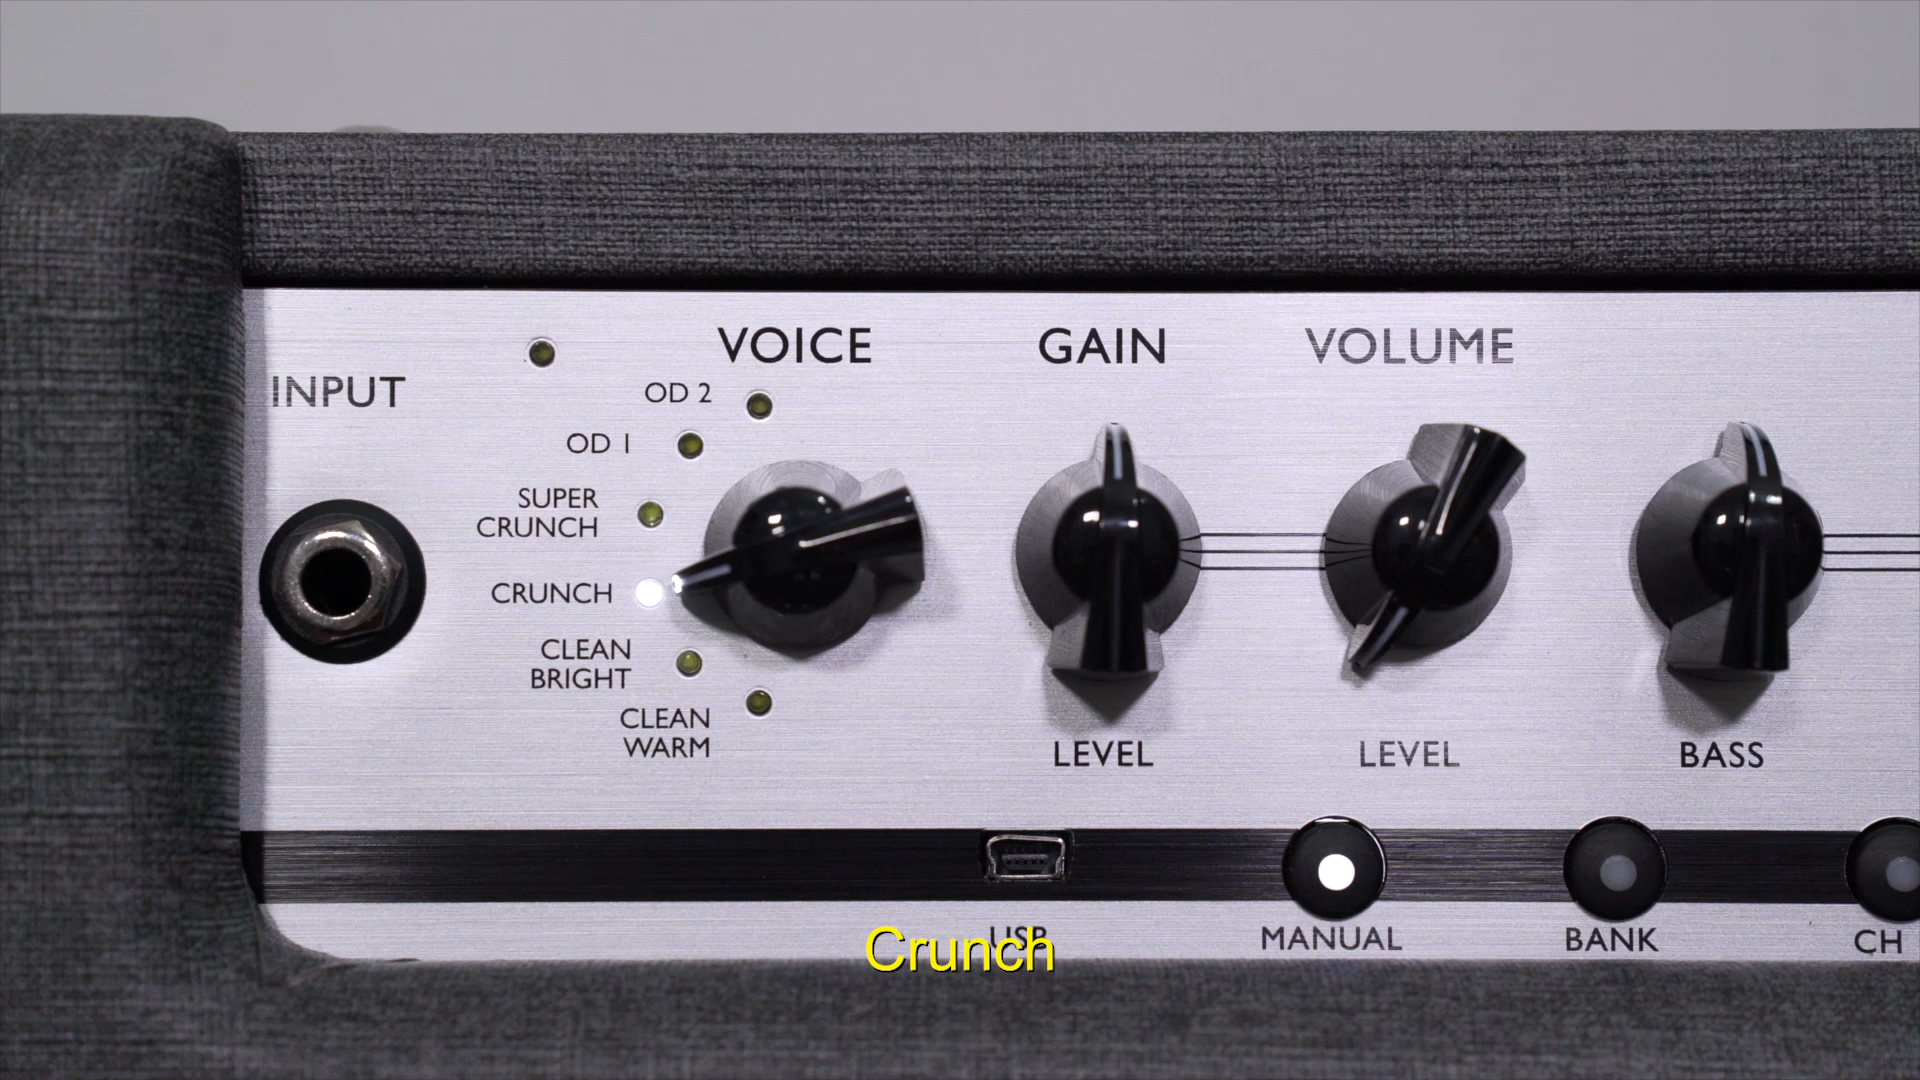 VOICE
GAIN
VOLUME
INPUT
OD 2
OD 1
SUPER
CRUNCH
CRUNCH
CLEAN
BRIGHT
CLEAN
WARM
LEVEL
LEVEL
BASS
USB
MANUAL
BANK
CH
Crunch